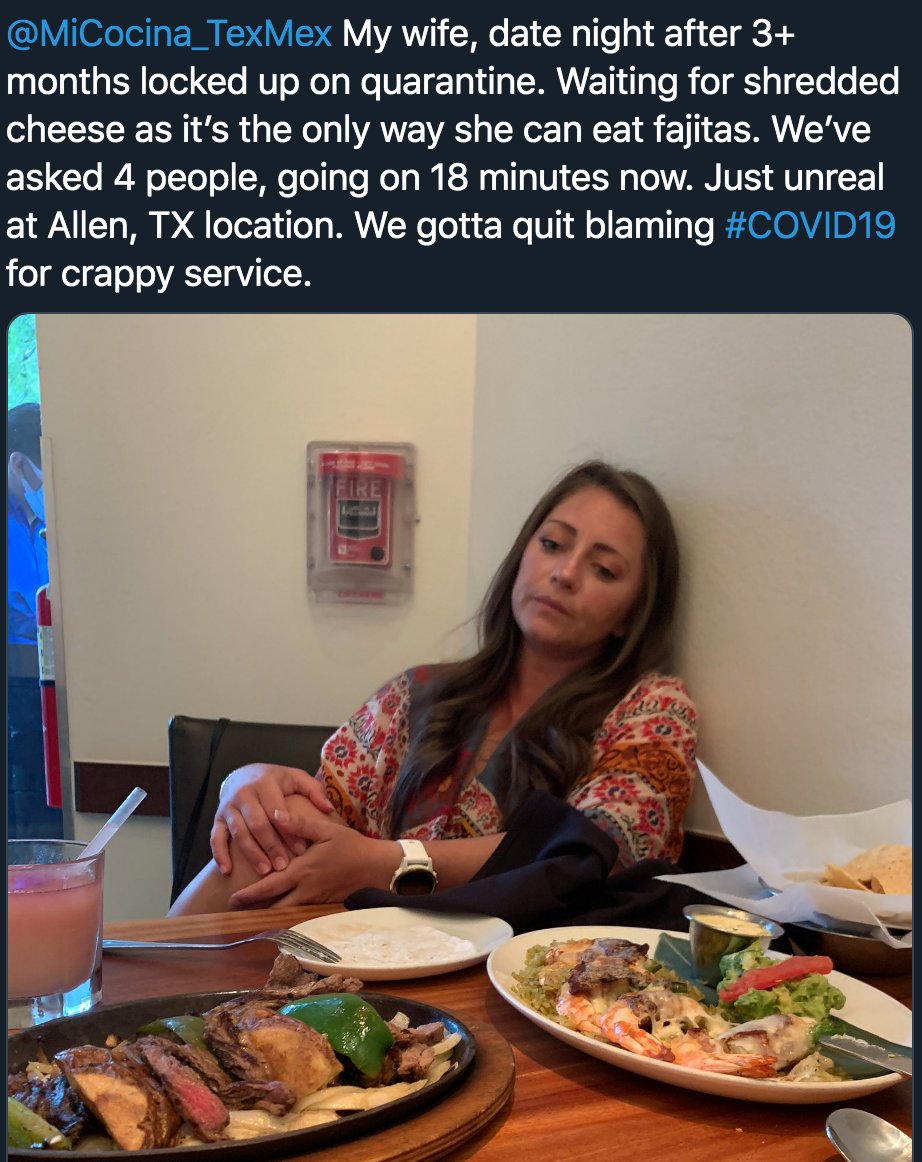 @MiCocina_TexMex My wife, date night after 3+
months locked up on quarantine. Waiting for shredded
cheese as it’s the only way she can eat fajitas. We’ve
asked 4 people, going on 18 minutes now. Just unreal
at Allen, TX location. We gotta quit blaming #COVID19
for crappy service.
FIRE